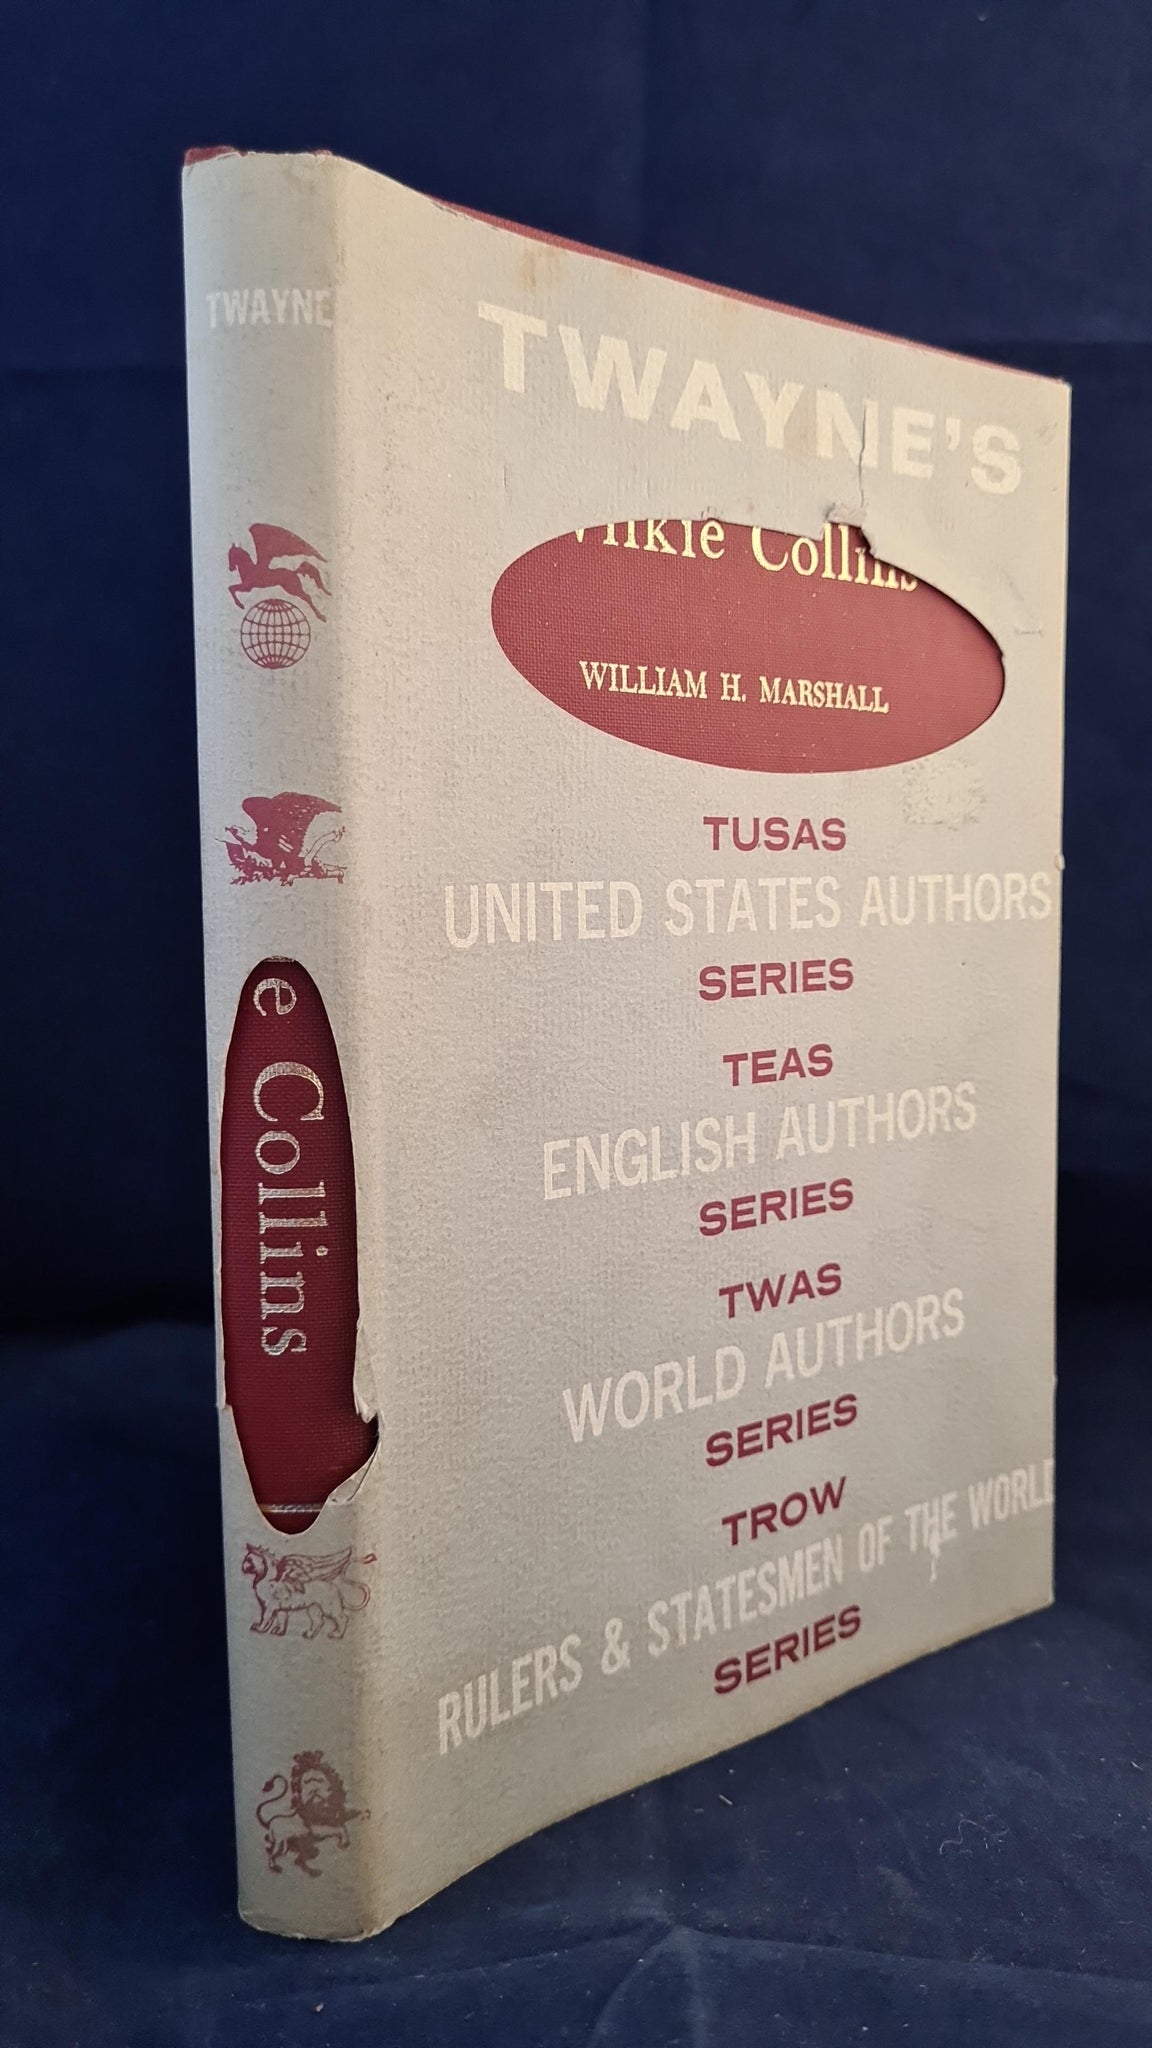 TWAYNE
e Collins
TWAYNE'S
Wilkie Collins
WILLIAM H. MARSHALL
TUSAS
UNITED STATES AUTHORS
SERIES
TEAS
ENGLISH AUTHORS
SERIES
TWAS
WORLD AUTHORS
SERIES
TROW
RULERS & STATESMEN OF THE WORLD
SERIES